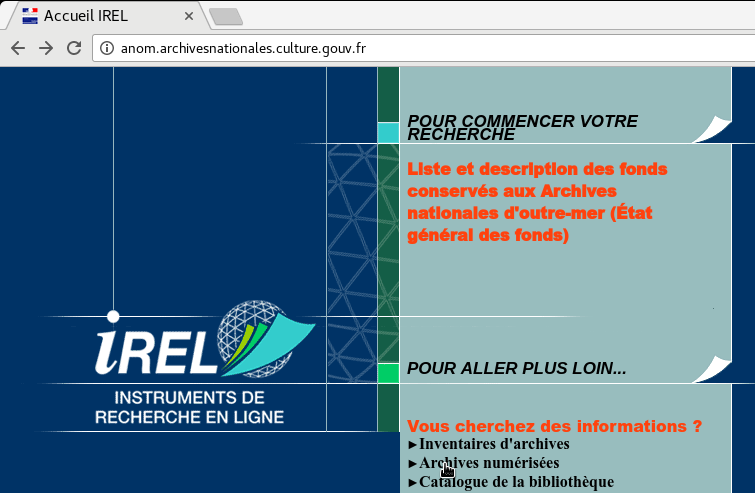 Accueil IREL
anom.archivesnationales.culture.gouv.fr
POUR COMMENCER VOTRE
RECHERCHE
Liste et description des fonds
conservés aux Archives
nationales d'outre-mer (État
général des fonds)
iREL
INSTRUMENTS DE
RECHERCHE EN LIGNE
POUR ALLER PLUS LOIN...
Vous cherchez des informations ?
►Inventaires d'archives
►Archives numérisées
►Catalogue de la bibliothèque